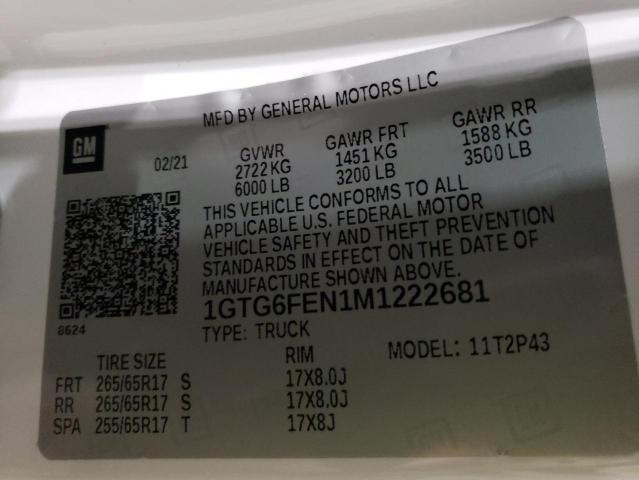 MFD BY GENERAL MOTORS LLC
GM
02/21 GVWR GAWR FRT GAWR RR
2722 KG 1451 KG 1588 KG
6000 LB 3200 LB 3500 LB
THIS VEHICLE CONFORMS TO ALL
APPLICABLE U.S. FEDERAL MOTOR
VEHICLE SAFETY AND THEFT PREVENTION
STANDARDS IN EFFECT ON THE DATE OF
MANUFACTURE SHOWN ABOVE.
1GTG6FEN1M1222681
8624
TYPE: TRUCK
MODEL: 11T2P43
TIRE SIZE RIM
FRT 265/65R17 S 17X8.0J
RR 265/65R17 S 17X8.0J
SPA 255/65R17 T 17X8J